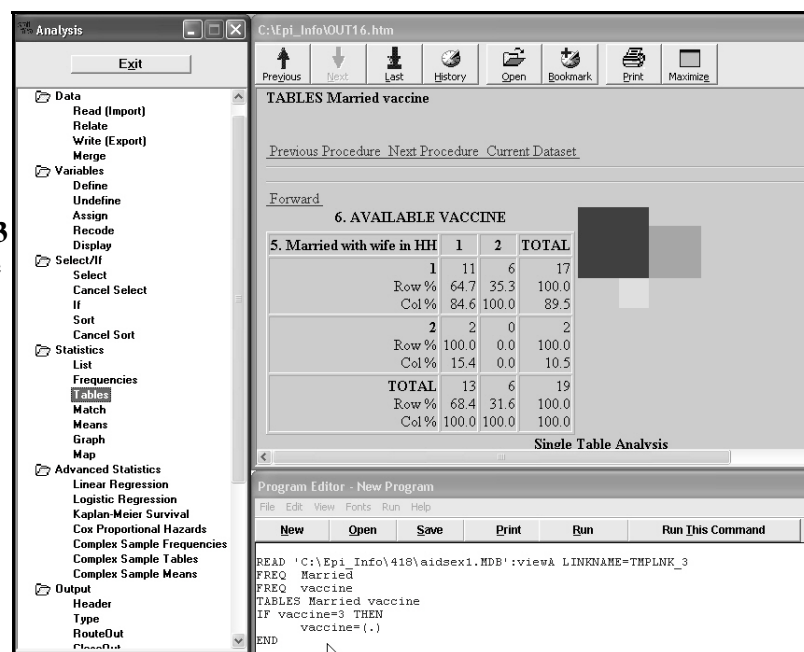 Analysis
Exit
Data
Read (Import)
Relate
Write (Export)
Merge
Variables
Define
Undefine
Assign
Recode
Display
Select/If
Select
Cancel Select
If
Sort
Cancel Sort
Statistics
List
Frequencies
Tables
Match
Means
Graph
Map
Advanced Statistics
Linear Regression
Logistic Regression
Kaplan-Meier Survival
Cox Proportional Hazards
Complex Sample Frequencies
Complex Sample Tables
Complex Sample Means
Output
Header
Type
RouteOut
CloseOut
3
C:\Epi_Info\OUT16.htm
Previous Next Last History Open Bookmark Print Maximize
TABLES Married vaccine
Previous Procedure Next Procedure Current Dataset
Forward
6. AVAILABLE VACCINE
5. Married with wife in HH 1 2 TOTAL
1 11 6 17
Row % 64.7 35.3 100.0
Col % 84.6 100.0 89.5
2 2 0 2
Row % 100.0 0.0 100.0
Col % 15.4 0.0 10.5
TOTAL 13 6 19
Row % 68.4 31.6 100.0
Col % 100.0 100.0 100.0
Single Table Analysis
Program Editor - New Program
File Edit View Fonts Run Help
New Open Save Print Run Run This Command
READ 'C:\Epi_Info\418\aidsex1.MDB':viewA LINKNAME=TMPLNK_3
FREQ Married
FREQ vaccine
TABLES Married vaccine
IF vaccine=3 THEN
vaccine=(.)
END